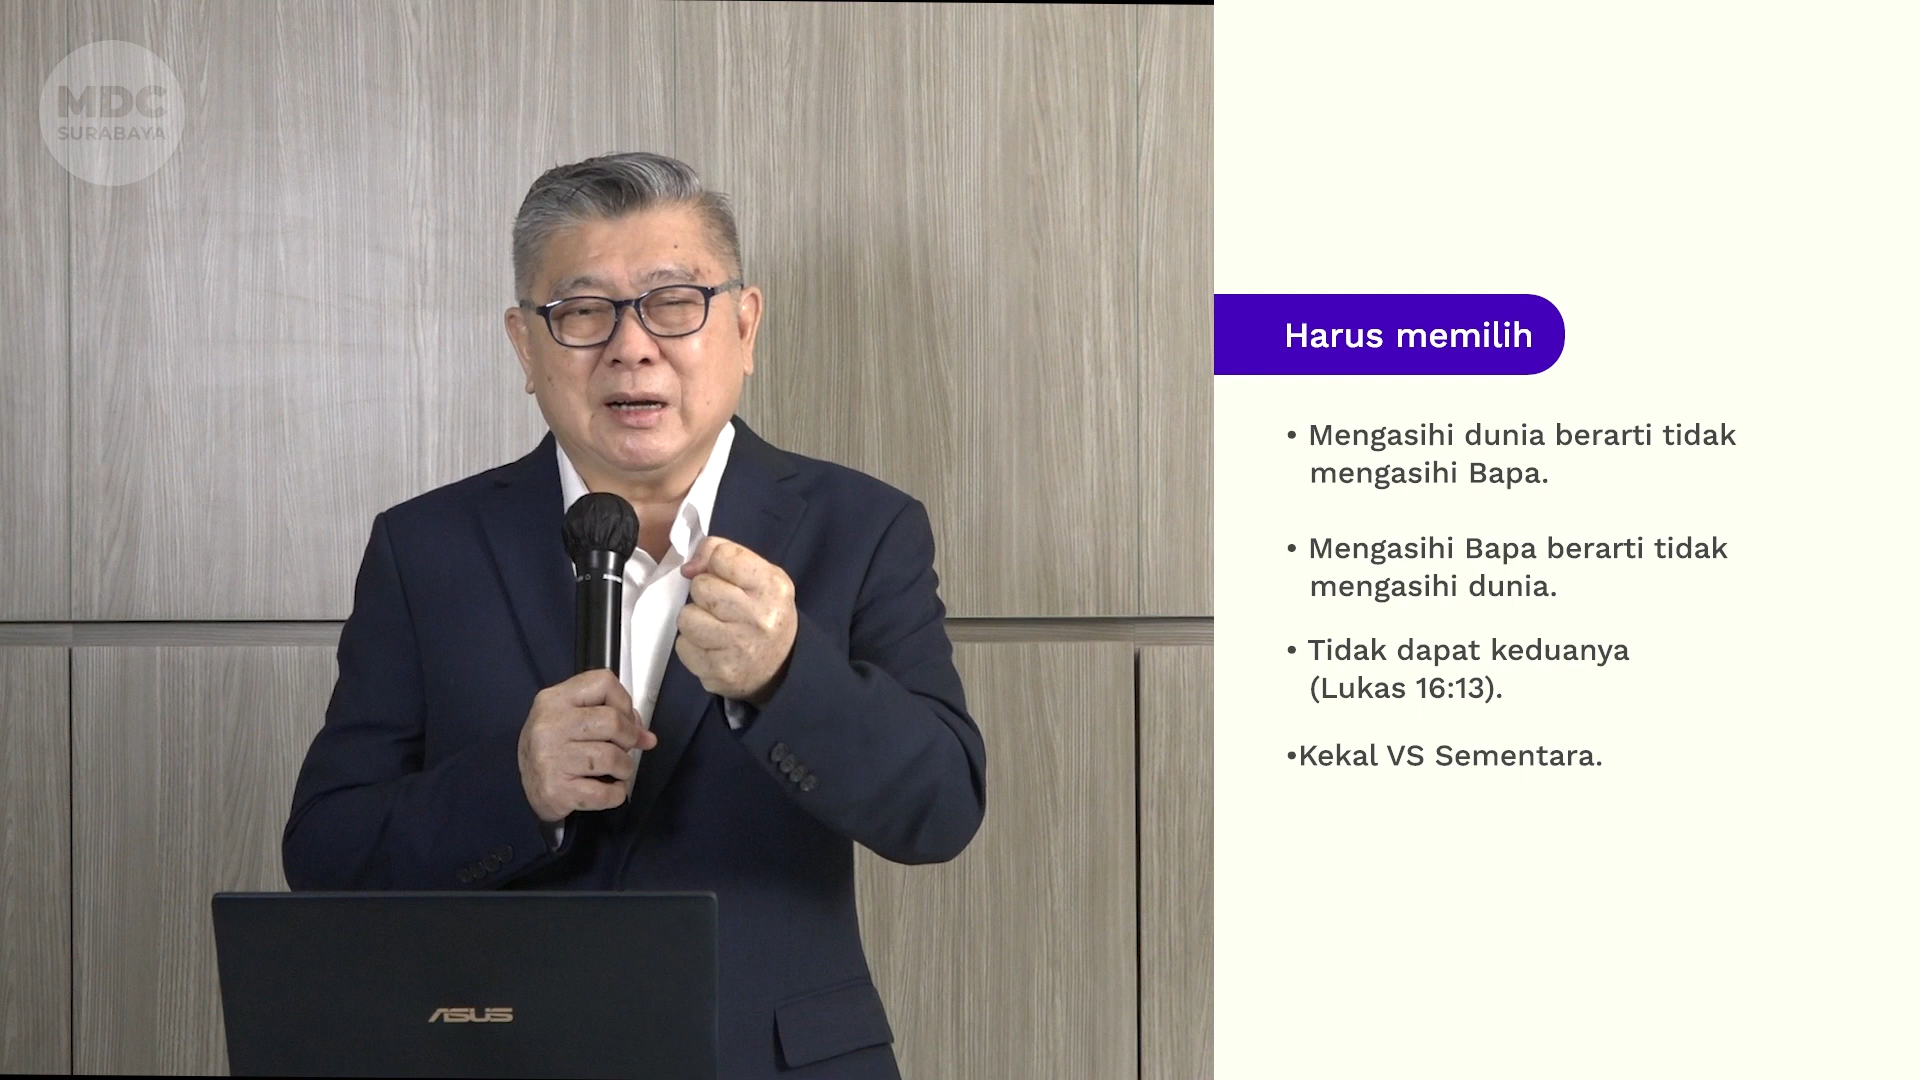 MDC
SURABAYA
Harus memilih
• Mengasihi dunia berarti tidak
mengasihi Bapa.
• Mengasihi Bapa berarti tidak
mengasihi dunia.
• Tidak dapat keduanya
(Lukas 16:13).
•Kekal VS Sementara.
ASUS